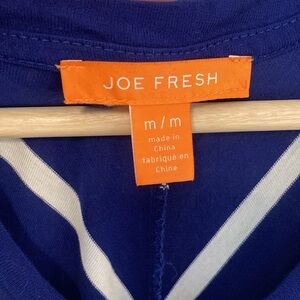 JOE FRESH
m/m
made in
China
fabriqué en
Chine